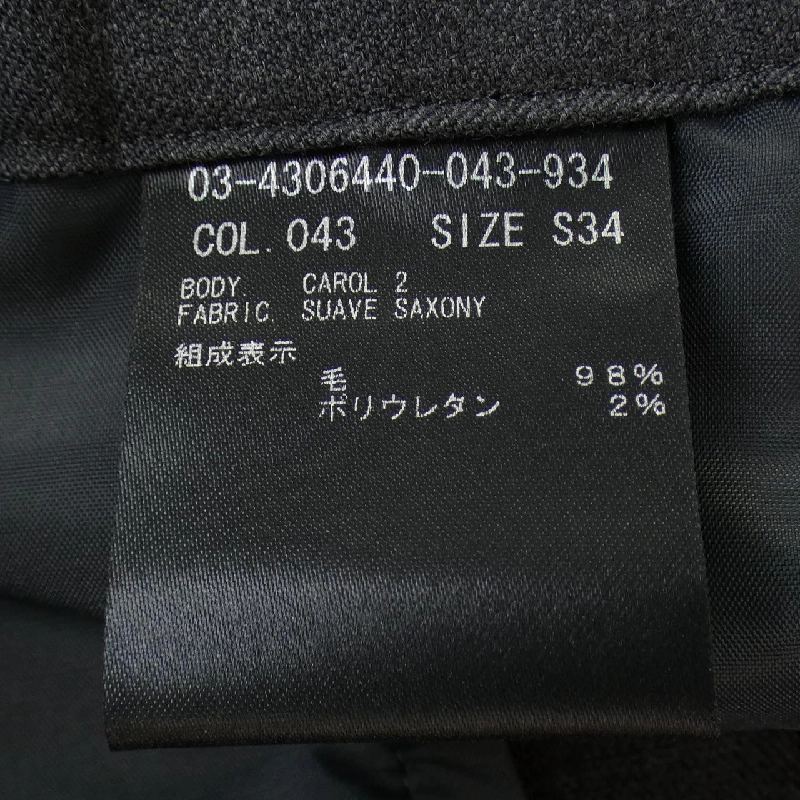 03-4306440-043-934
COL. 043 SIZE S34
BODY CAROL 2
FABRIC SUAVE SAXONY
組成表示
毛 98%
ポリウレタン 2%